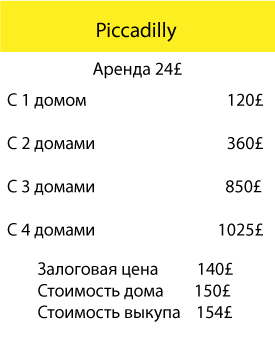 Piccadilly
Аренда 24£
С 1 домом 120£
С 2 домами 360£
С 3 домами 850£
С 4 домами 1025£
Залоговая цена 140£
Стоимость дома 150£
Стоимость выкупа 154£